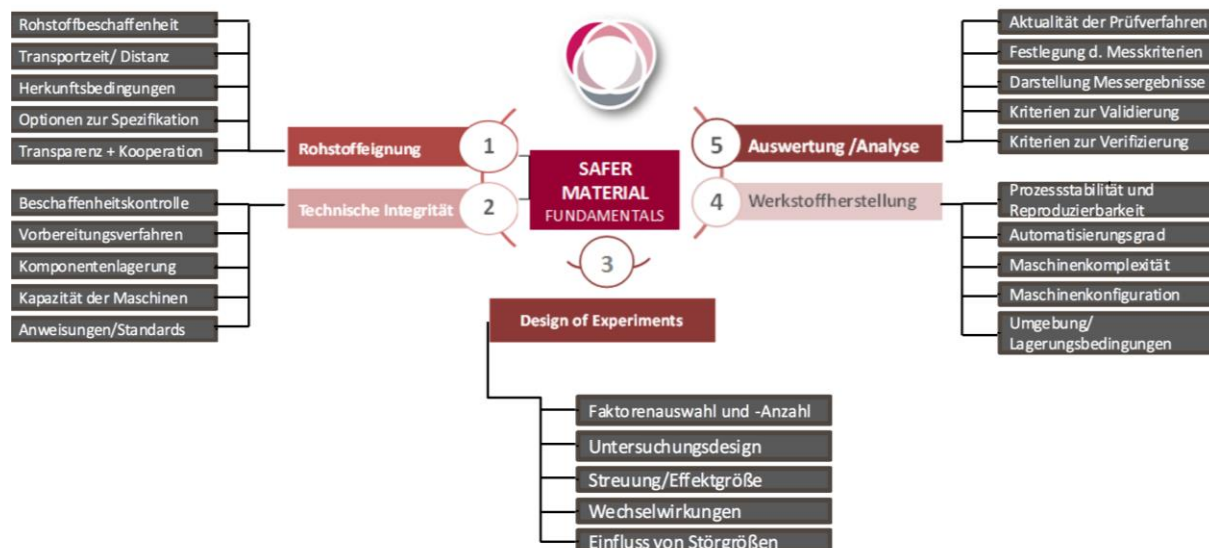 Rohstoffbeschaffenheit
Transportzeit/ Distanz
Herkunftsbedingungen
Optionen zur Spezifikation
Transparenz + Kooperation
Rohstoffeignung
1
Beschaffenheitskontrolle
Vorbereitungsverfahren
Komponentenlagerung
Kapazität der Maschinen
Anweisungen/Standards
Technische Integrität
2
SAFER
MATERIAL
FUNDAMENTALS
3
Design of Experiments
Faktorenauswahl und -Anzahl
Untersuchungsdesign
Streuung/Effektgröße
Wechselwirkungen
Einfluss von Störgrößen
5
Auswertung /Analyse
Aktualität der Prüfverfahren
Festlegung d. Messkriterien
Darstellung Messergebnisse
Kriterien zur Validierung
Kriterien zur Verifizierung
4
Werkstoffherstellung
Prozessstabilität und
Reproduzierbarkeit
Automatisierungsgrad
Maschinenkomplexität
Maschinenkonfiguration
Umgebung/
Lagerungsbedingungen